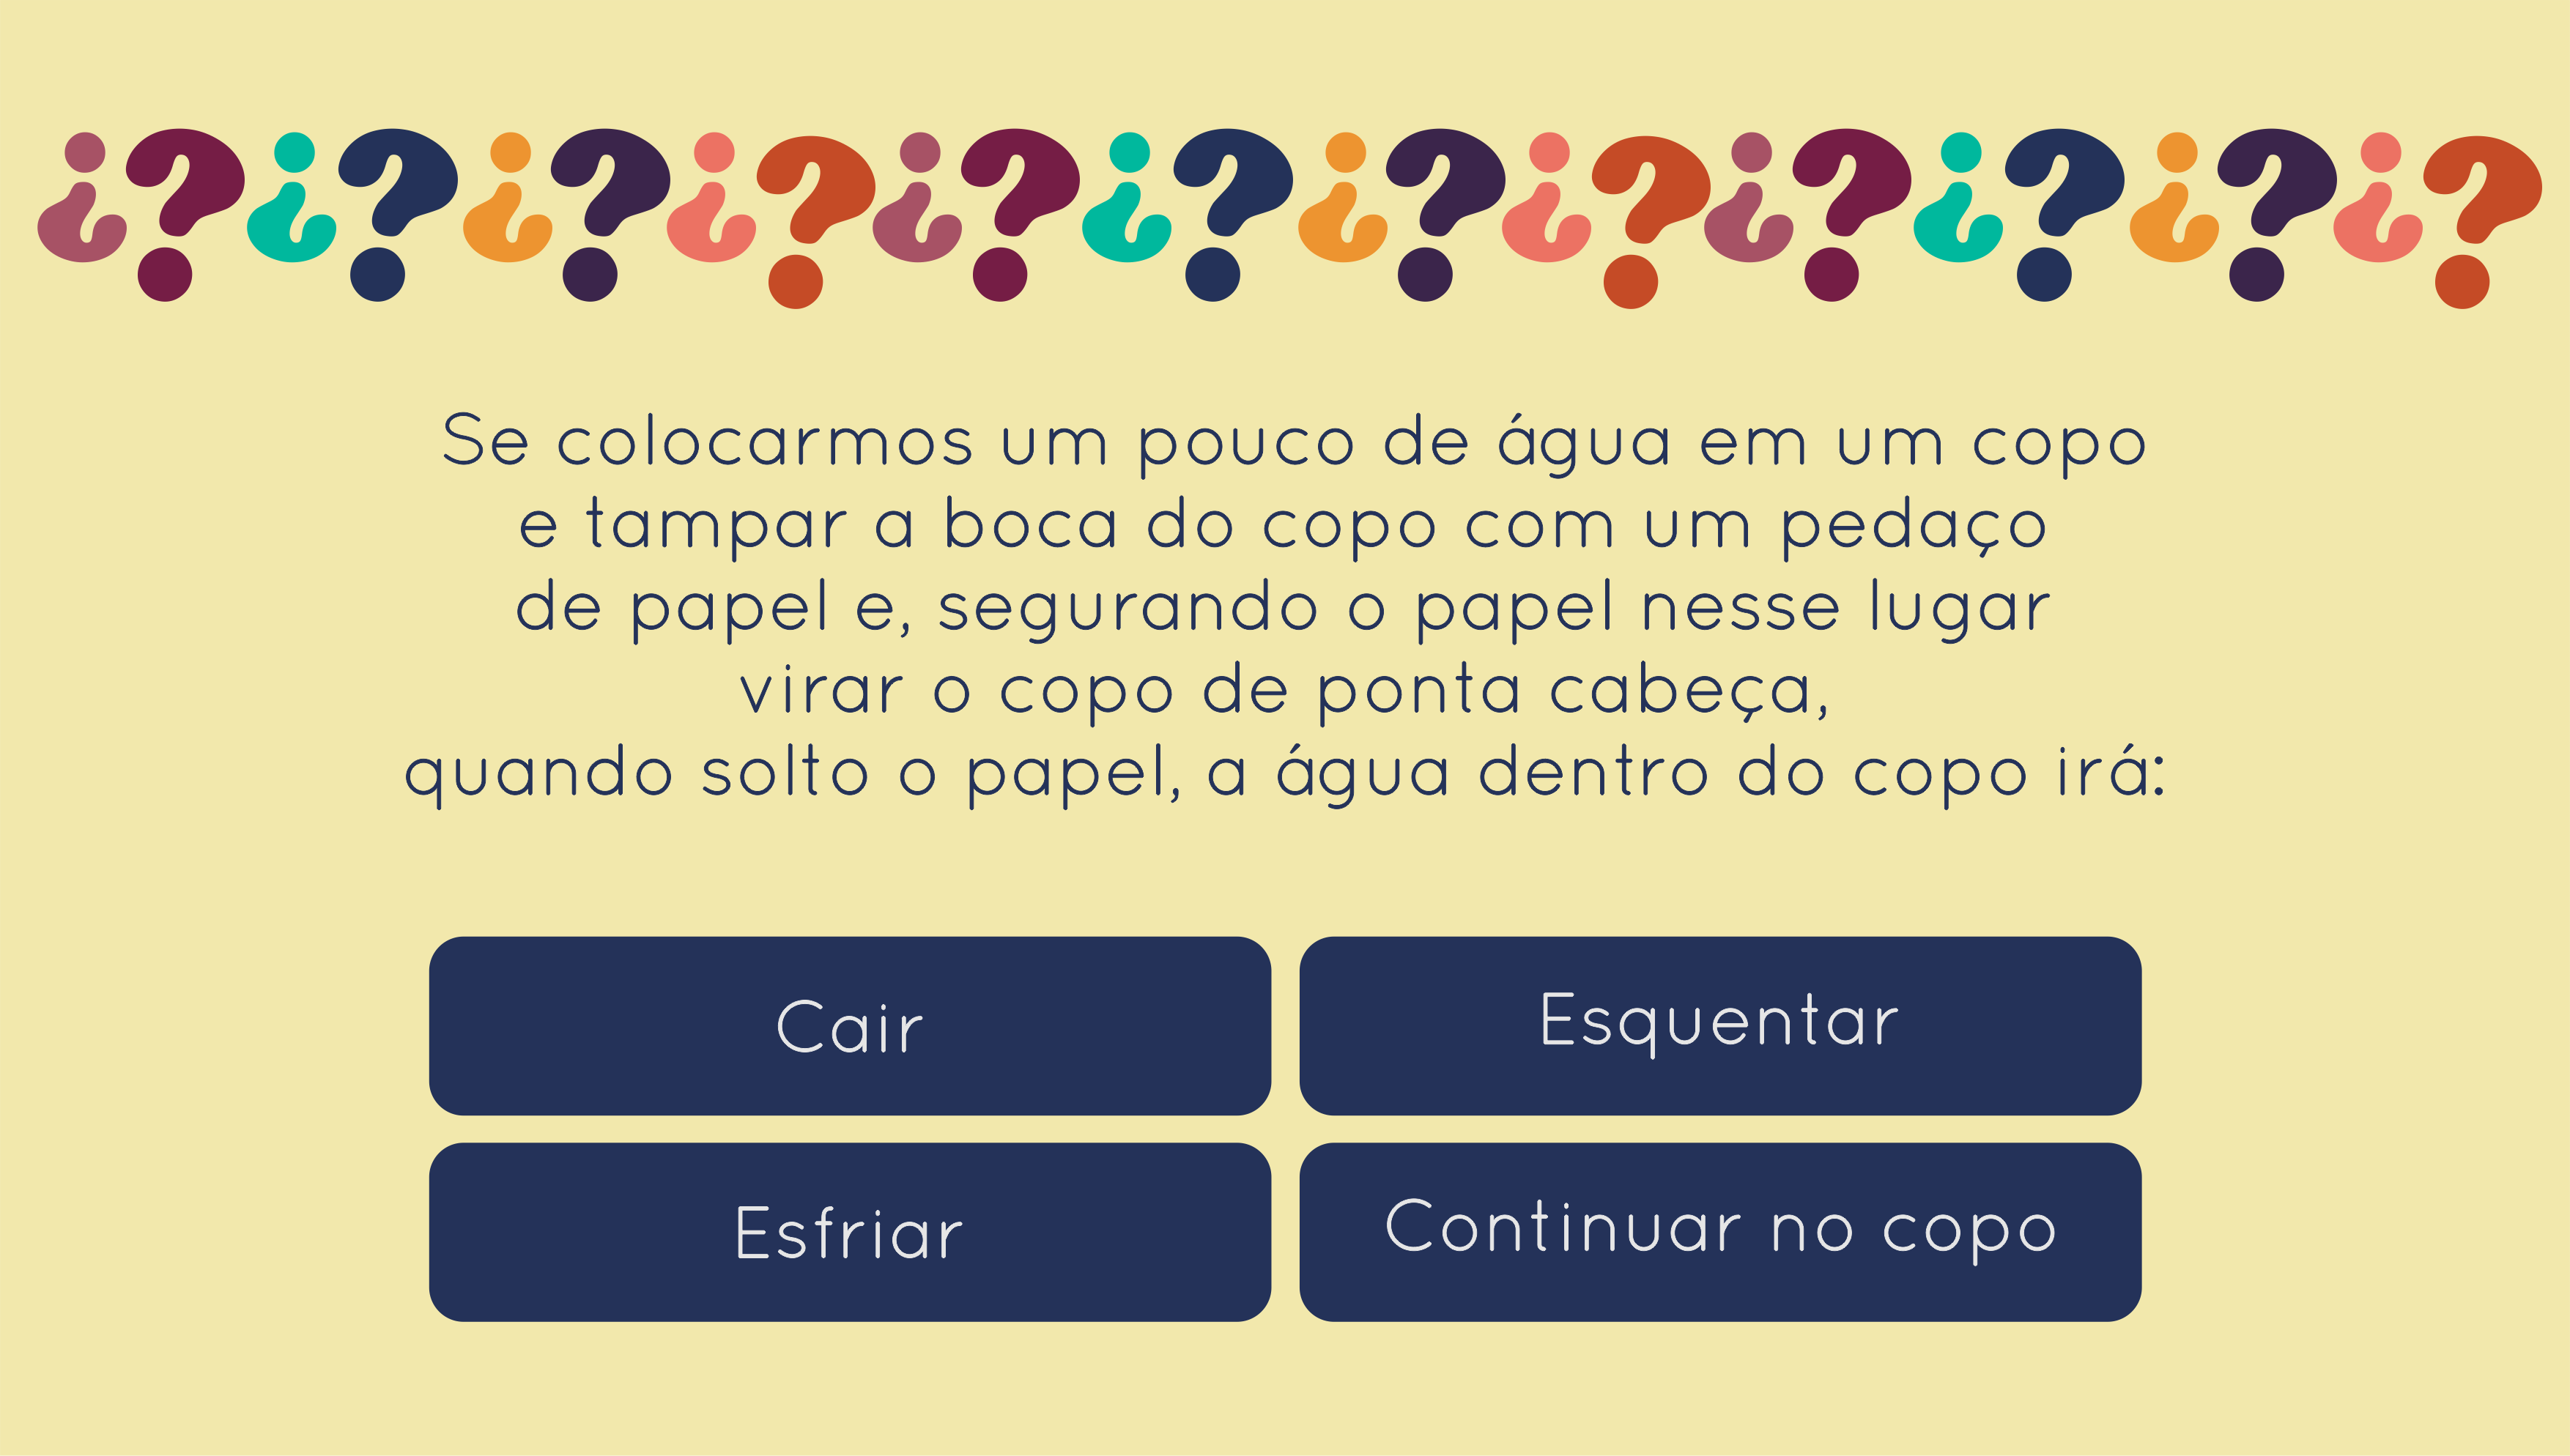 ¿?¿?¿?¿?¿?¿?¿?¿?¿?¿?¿?¿?
Se colocarmos um pouco de água em um copo
e tampar a boca do copo com um pedaço
de papel e, segurando o papel nesse lugar
virar o copo de ponta cabeça,
quando solto o papel, a água dentro do copo irá:
Cair
Esquentar
Esfriar
Continuar no copo